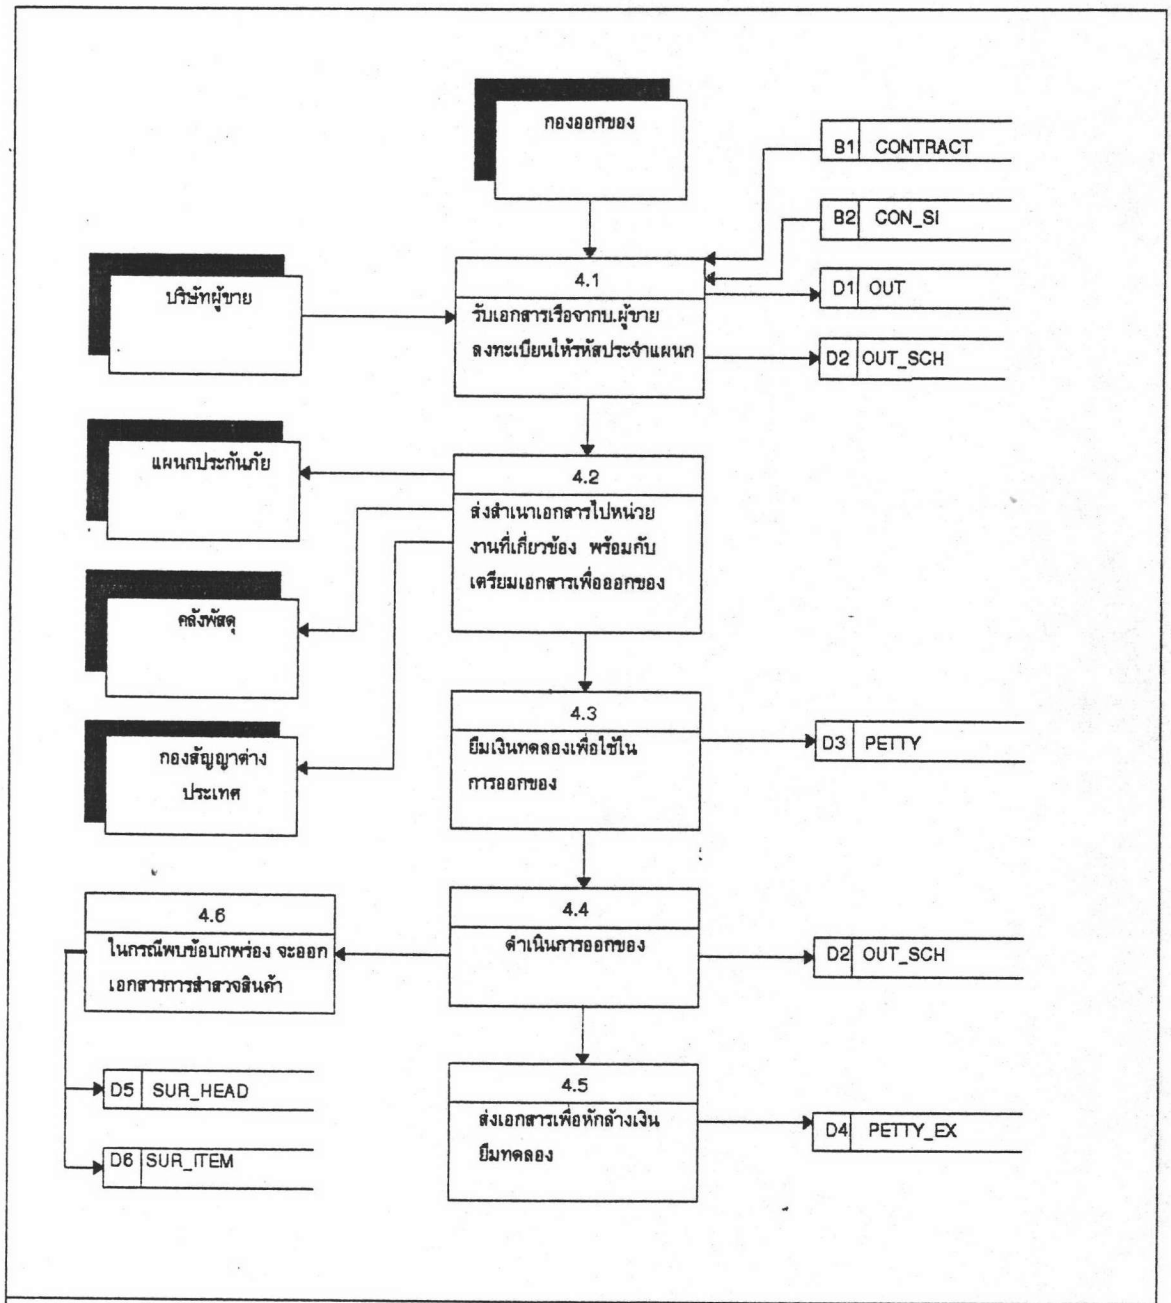 กองออกของ
B1 CONTRACT
B2 CON_SI
บริษัทผู้ขาย
4.1
รับเอกสารเรือจากบ.ผู้ขาย
ลงทะเบียนให้รหัสประจำแผนก
D1 OUT
D2 OUT_SCH
แผนกประกันภัย
4.2
ส่งสำเนาเอกสารไปหน่วย
งานที่เกี่ยวข้อง พร้อมกับ
เตรียมเอกสารเพื่อออกของ
คลังพัสดุ
กองสัญญาต่าง
ประเทศ
4.3
ยืมเงินทดลองเพื่อใช้ใน
การออกของ
D3 PETTY
4.6
ในกรณีพบข้อบกพร่อง จะออก
เอกสารการสำสวจสินค้า
4.4
ดำเนินการออกของ
D2 OUT_SCH
D5 SUR_HEAD
D6 SUR_ITEM
4.5
ส่งเอกสารเพื่อหักล้างเงิน
ยืมทดลอง
D4 PETTY_EX